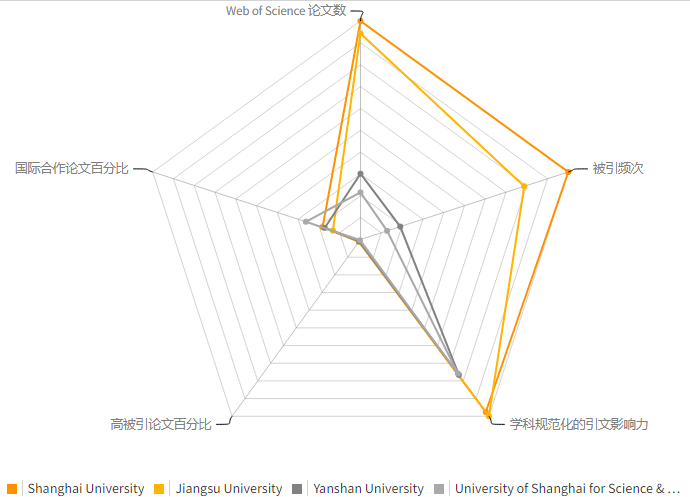 Web of Science 论文数
国际合作论文百分比
被引频次
高被引论文百分比
学科规范化的引文影响力
Shanghai University
Jiangsu University
Yanshan University
University of Shanghai for Science & ...